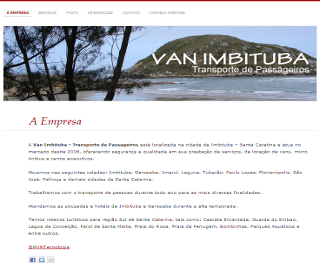 A EMPRESA SERVIÇOS FROTA DIFERENCIAIS CONTATO CONHEÇA IMBITUBA
VAN IMBITUBA
Transporte de Passageiros
A Empresa
A Van Imbituba – Transporte de Passageiros está localizada na cidade de Imbituba – Santa Catarina e atua no
mercado desde 2006, oferecendo segurança e qualidade em sua prestação de serviços, de locação de vans, micro
ônibus e carros executivos.
Atuamos nas seguintes cidades: Imbituba, Garopaba, Imaruí, Laguna, Tubarão, Paulo Lopes, Florianópolis, São
José, Palhoça e demais cidades de Santa Catarina.
Trabalhamos com o transporte de pessoas durante todo ano para as mais diversas finalidades.
Atendemos as pousadas e hotéis de Imbituba e Garopaba durante a alta temporada.
Temos roteiros turísticos para região Sul de Santa Catarina, tais como: Cascata Encantada, Guarda do Embaú,
Lagoa da Conceição, Farol de Santa Marta, Praia do Rosa, Praia da Ferrugem, Bombinhas, Parques Aquáticos e
entre outros.